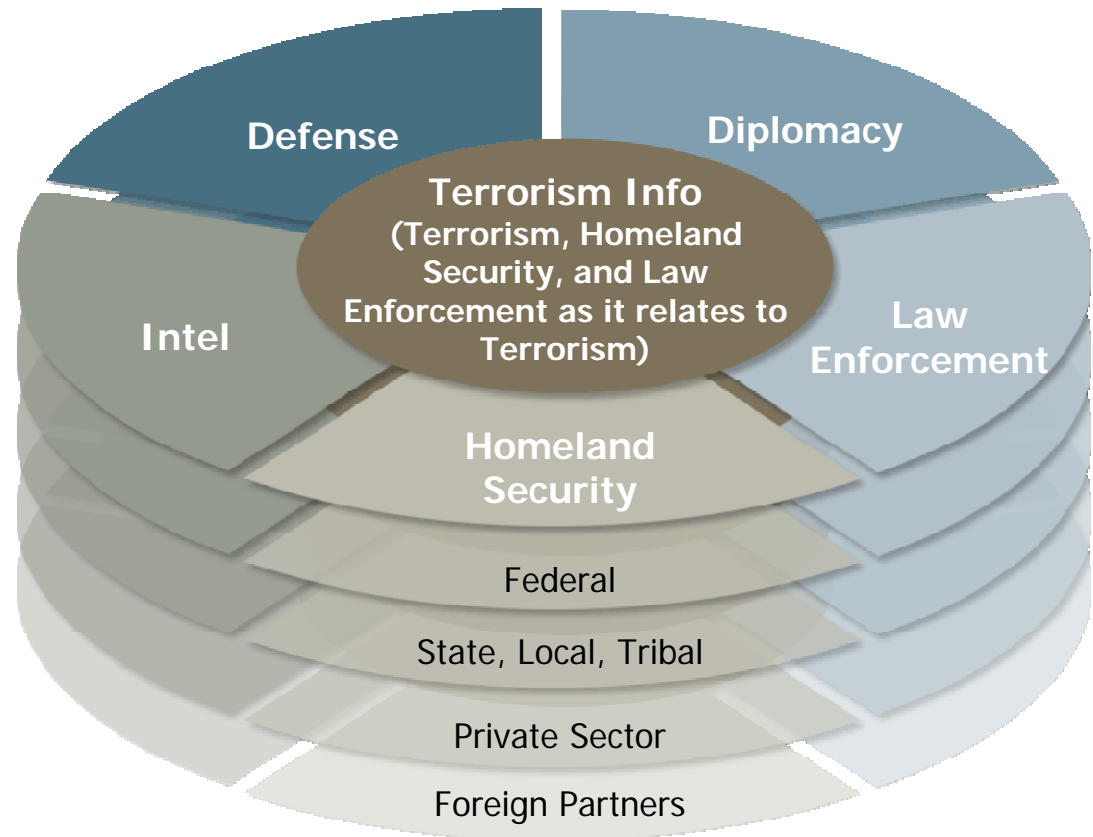 Defense
Diplomacy
Terrorism Info
(Terrorism, Homeland
Security, and Law
Enforcement as it relates to
Terrorism)
Intel
Law
Enforcement
Homeland
Security
Federal
State, Local, Tribal
Private Sector
Foreign Partners